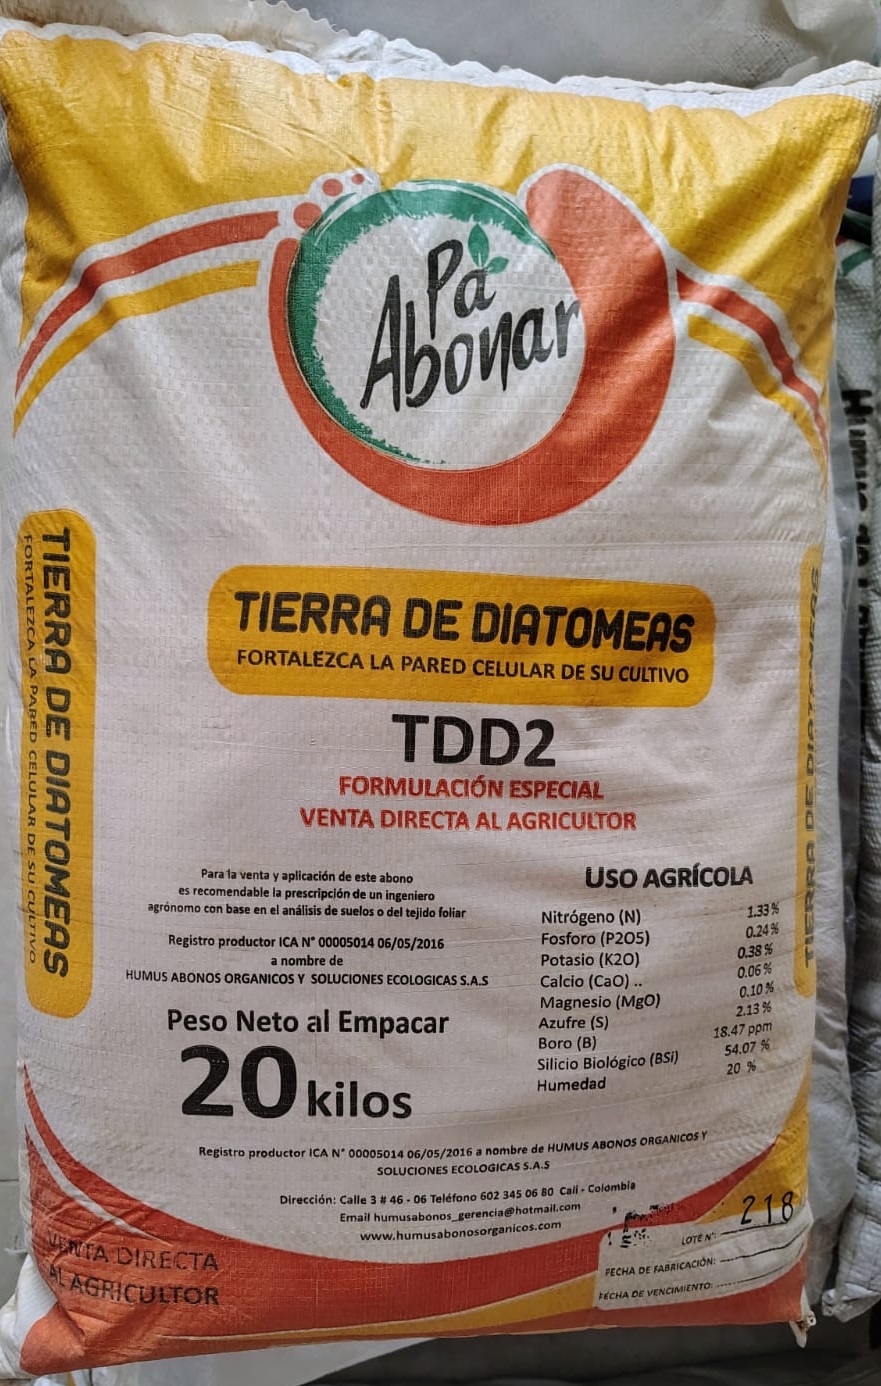 Pa
Abonar
TIERRA DE DIATOMEAS
FORTALEZCA LA PARED CELULAR DE SU CULTIVO
TIERRA DE DIATOMEAS
FORTALEZCA LA PARED CELULAR DE SU CULTIVO
TIERRA DE DIATOMEAS
TDD2
FORMULACIÓN ESPECIAL
VENTA DIRECTA AL AGRICULTOR
Para la venta y aplicación de este abono
es recomendable la prescripción de un ingeniero
agrónomo con base en el análisis de suelos o del tejido foliar
Registro productor ICA N° 00005014 06/05/2016
a nombre de
HUMUS ABONOS ORGANICOS Y SOLUCIONES ECOLOGICAS S.A.S
Peso Neto al Empacar
20 kilos
USO AGRÍCOLA
Nitrógeno (N) 1.33 %
Fosforo (P2O5) 0.24 %
Potasio (K2O) 0.38 %
Calcio (CaO) .. 0.06 %
Magnesio (MgO) 0.10 %
Azufre (S) 2.13 %
Boro (B) 18.47 ppm
Silicio Biológico (BSi) 54.07 %
Humedad 20 %
Registro productor ICA N° 00005014 06/05/2016 a nombre de HUMUS ABONOS ORGANICOS Y
SOLUCIONES ECOLOGICAS S.A.S
Dirección: Calle 3 # 46 - 06 Teléfono 602 345 06 80 Cali - Colombia
Email humusabonos_gerencia@hotmail.com
www.humusabonosorganicos.com
VENTA DIRECTA
AL AGRICULTOR
LOTE N°: 218
FECHA DE FABRICACIÓN:
FECHA DE VENCIMIENTO: